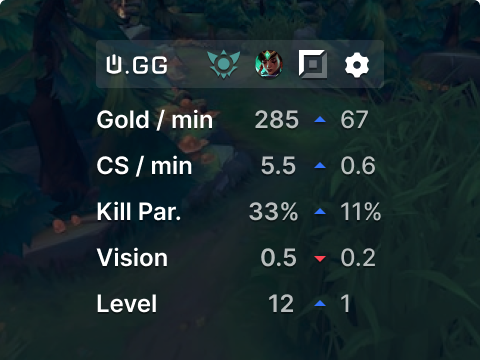 U.GG
Gold / min 285 67
CS / min 5.5 0.6
Kill Par. 33% 11%
Vision 0.5 0.2
Level 12 1